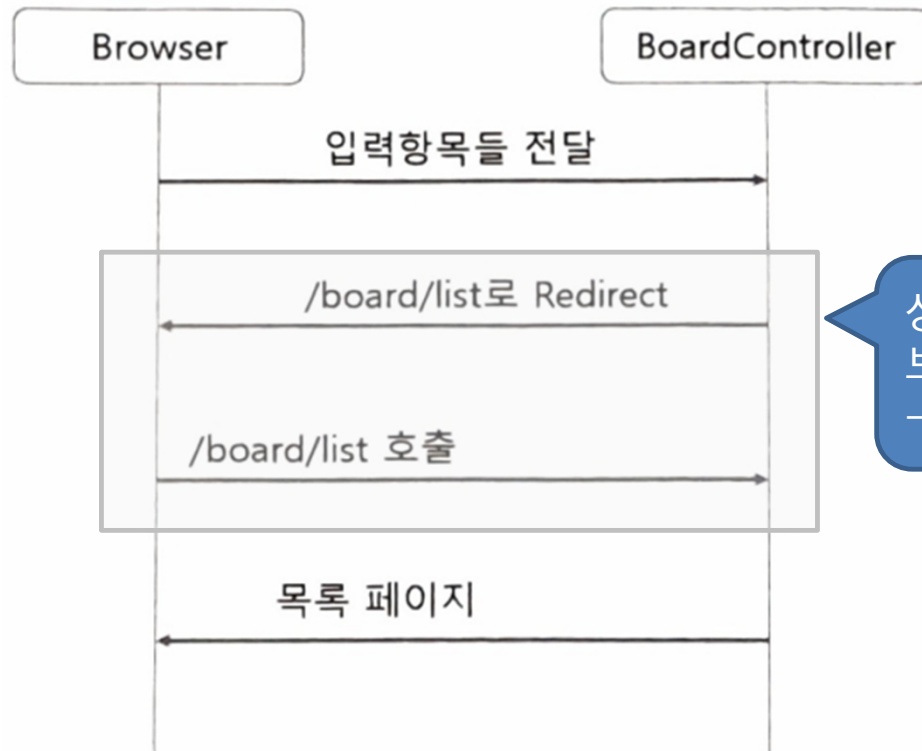 Browser
BoardController
입력항목들 전달
/board/list로 Redirect
/board/list 호출
목록 페이지